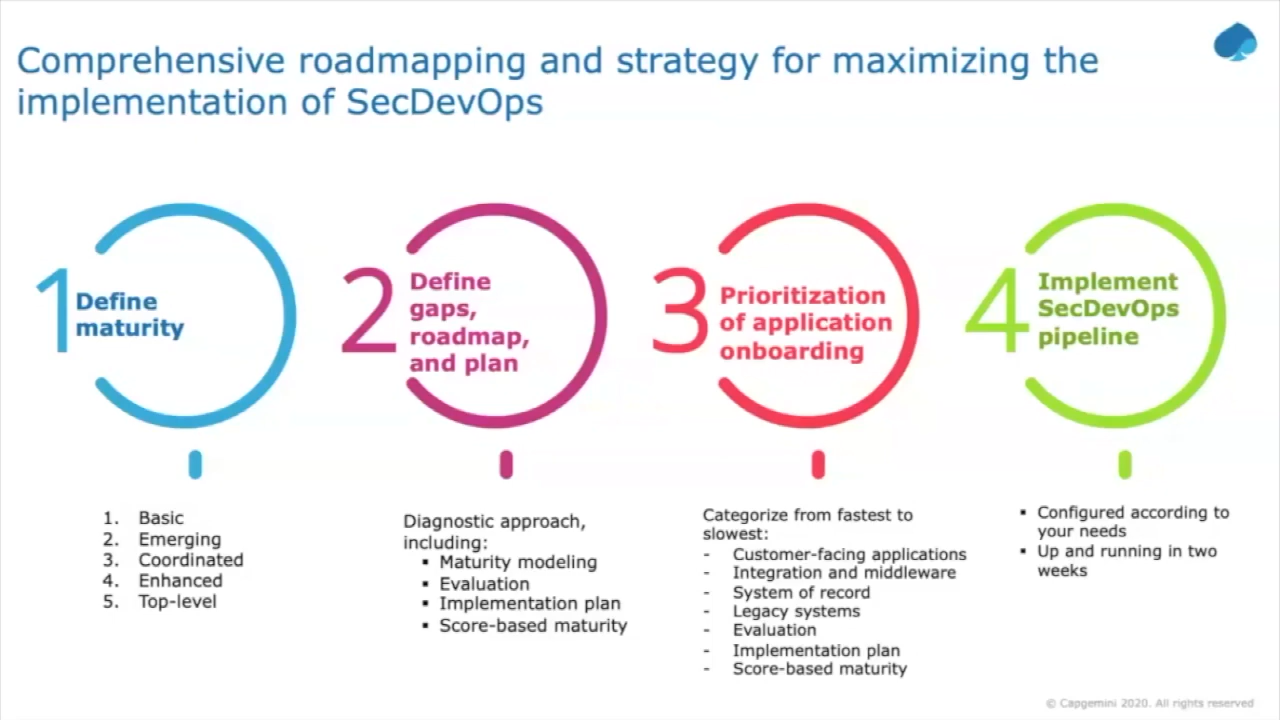 Comprehensive roadmapping and strategy for maximizing the
implementation of SecDevOps
1
Define
maturity
1. Basic
2. Emerging
3. Coordinated
4. Enhanced
5. Top-level
2
Define
gaps,
roadmap,
and plan
Diagnostic approach,
including:
▪ Maturity modeling
▪ Evaluation
▪ Implementation plan
▪ Score-based maturity
3
Prioritization
of application
onboarding
Categorize from fastest to
slowest:
- Customer-facing applications
- Integration and middleware
- System of record
- Legacy systems
- Evaluation
- Implementation plan
- Score-based maturity
4
Implement
SecDevOps
pipeline
▪ Configured according to
your needs
▪ Up and running in two
weeks
© Capgemini 2020. All rights reserved